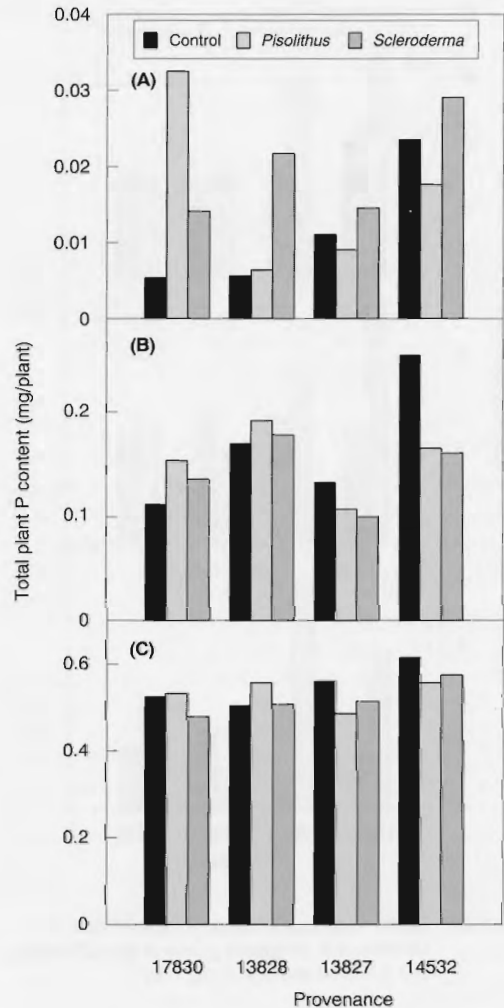 0.04
Control Pisolithus Scleroderma
(A)
0.03
0.02
0.01
0
(B)
0.2
0.1
0
(C)
0.6
0.4
0.2
0
Total plant P content (mg/plant)
17830 13828 13827 14532
Provenance